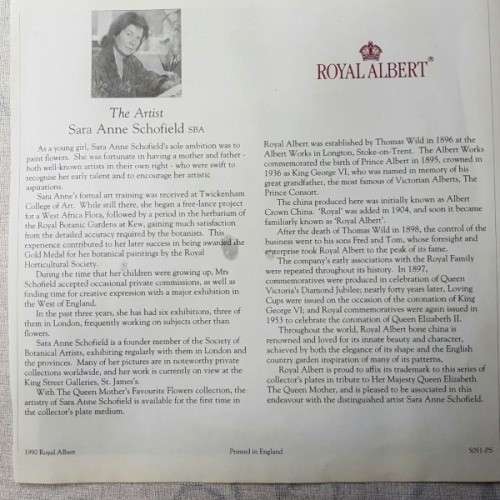 The Artist
Sara Anne Schofield SBA
As a young girl, Sara Anne Schofield's sole ambition was to
paint flowers. She was fortunate in having a mother and father -
both well-known artists in their own right - who were swift to
recognise her early talent and to encourage her artistic
aspirations.
Sara Anne's formal art training was received at Twickenham
College of Art. While still there, she began a free-lance project
for a West Africa Flora, followed by a period in the herbarium of
the Royal Botanic Gardens at Kew, gaining much satisfaction
from the detailed accuracy required by the botanists. This
experience contributed to her later success in being awarded the
Gold Medal for her botanical paintings by the Royal
Horticultural Society.
During the time that her children were growing up, Mrs
Schofield accepted occasional private commissions, as well as
finding time for creative expression with a major exhibition in
the West of England.
In the past three years, she has had six exhibitions, three of
them in London, frequently working on subjects other than
flowers.
Sara Anne Schofield is a founder member of the Society of
Botanical Artists, exhibiting regularly with them in London and
the provinces. Many of her pictures are in noteworthy private
collections worldwide, and her work is currently on view at the
King Street Galleries, St. James's.
With The Queen Mother's Favourite Flowers collection, the
artistry of Sara Anne Schofield is available for the first time in
the collector's plate medium.
ROYAL ALBERT®
Royal Albert was established by Thomas Wild in 1896 at the
Albert Works in Longton, Stoke-on-Trent. The Albert Works
commemorated the birth of Prince Albert in 1895, crowned in
1936 as King George VI, who was named in memory of his
great grandfather, the most famous of Victorian Alberts, The
Prince Consort.
The china produced here was initially known as Albert
Crown China. 'Royal' was added in 1904, and soon it became
familiarly known as 'Royal Albert'.
After the death of Thomas Wild in 1898, the control of the
business went to his sons Fred and Tom, whose foresight and
enterprise took Royal Albert to the peak of its fame.
The company's early associations with the Royal Family
were repeated throughout its history. In 1897,
commemoratives were produced in celebration of Queen
Victoria's Diamond Jubilee; nearly forty years later, Loving
Cups were issued on the occasion of the coronation of King
George VI; and Royal commemoratives were again issued in
1953 to celebrate the coronation of Queen Elizabeth II.
Throughout the world, Royal Albert bone china is
renowned and loved for its innate beauty and character,
achieved by both the elegance of its shape and the English
country garden inspiration of many of its patterns.
Royal Albert is proud to affix its trademark to this series of
collector's plates in tribute to Her Majesty Queen Elizabeth
The Queen Mother, and is pleased to be associated in this
endeavour with the distinguished artist Sara Anne Schofield.
1990 Royal Albert
Printed in England
5091-PS